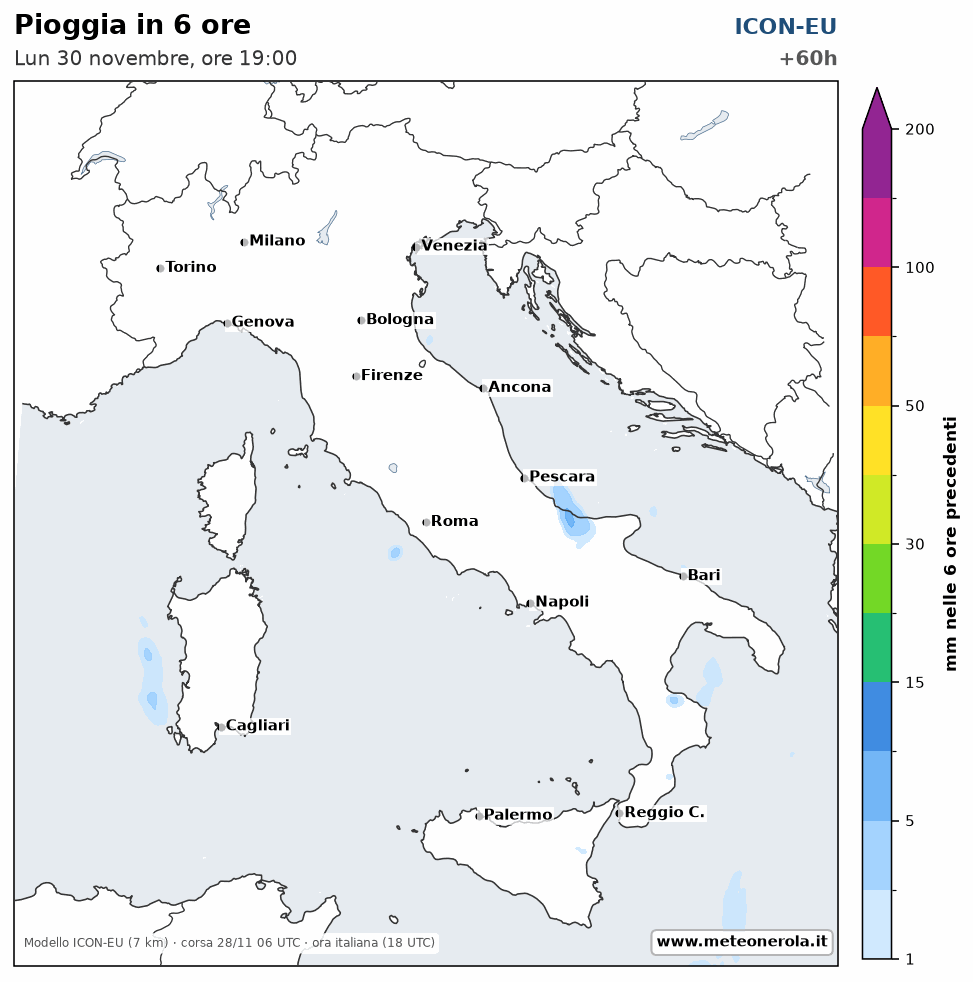 Pioggia in 6 ore
ICON-EU
Lun 30 novembre, ore 19:00
+60h
Milano
Venezia
Torino
Genova
Bologna
Firenze
Ancona
Pescara
Roma
Bari
Napoli
Cagliari
Palermo
Reggio C.
200
100
50
30
15
5
1
mm nelle 6 ore precedenti
Modello ICON-EU (7 km) · corsa 28/11 06 UTC · ora italiana (18 UTC)
www.meteonerola.it